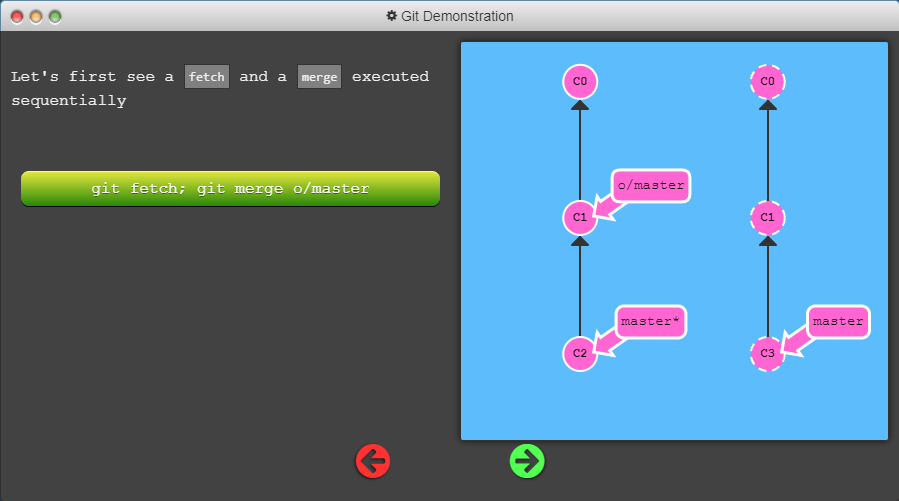 Git Demonstration
Let's first see a fetch and a merge executed
sequentially
git fetch; git merge o/master
C0
C0
o/master
C1
C1
master*
master
C2
C3